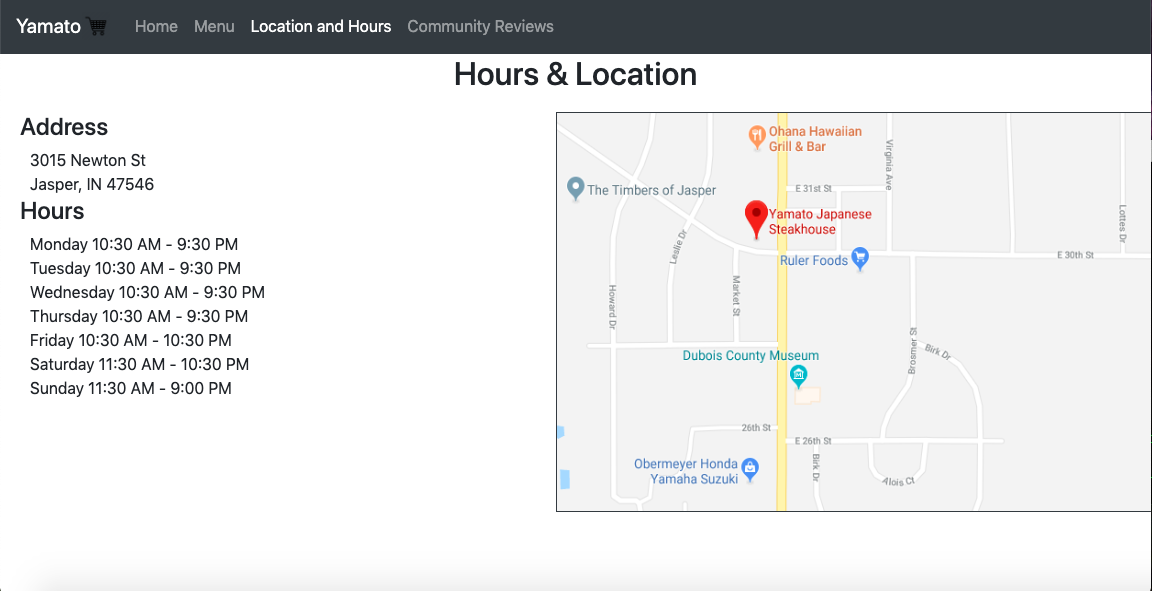 Yamato
Home
Menu
Location and Hours
Community Reviews
Hours & Location
Address
3015 Newton St
Jasper, IN 47546
Hours
Monday 10:30 AM - 9:30 PM
Tuesday 10:30 AM - 9:30 PM
Wednesday 10:30 AM - 9:30 PM
Thursday 10:30 AM - 9:30 PM
Friday 10:30 AM - 10:30 PM
Saturday 11:30 AM - 10:30 PM
Sunday 11:30 AM - 9:00 PM
Ohana Hawaiian
Grill & Bar
Virginia Ave
The Timbers of Jasper
E 31st St
Yamato Japanese
Steakhouse
Lottes Dr
Leslie Dr
Ruler Foods
E 30th St
Market St
Howard Dr
Brosmer St
Birk Dr
Dubois County Museum
26th St
E 26th St
Obermeyer Honda
Yamaha Suzuki
Birk Dr
Alois Ct